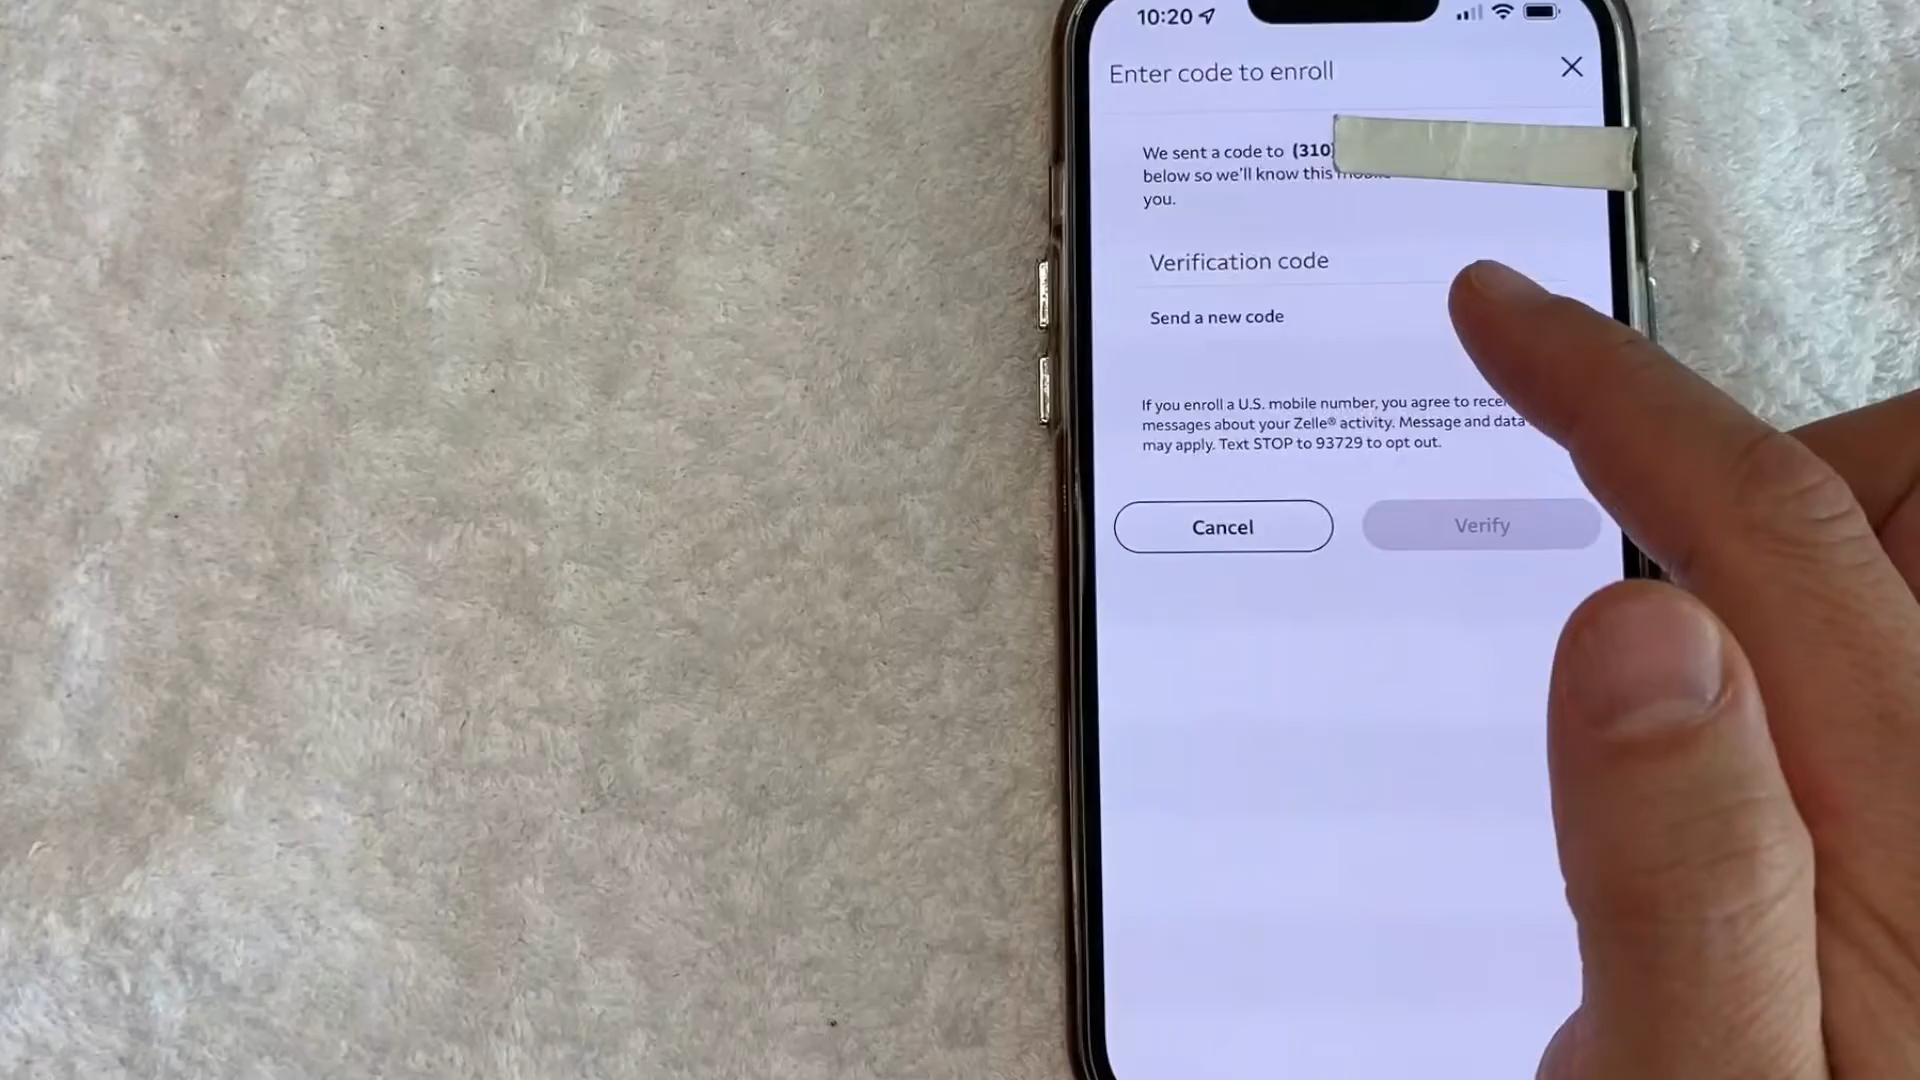 10:20
Enter code to enroll
We sent a code to (310)
below so we'll know this mobile
you.
Verification code
Send a new code
If you enroll a U.S. mobile number, you agree to
messages about your Zelle® activity. Message and data
may apply. Text STOP to 93729 to opt out.
Cancel
Verify